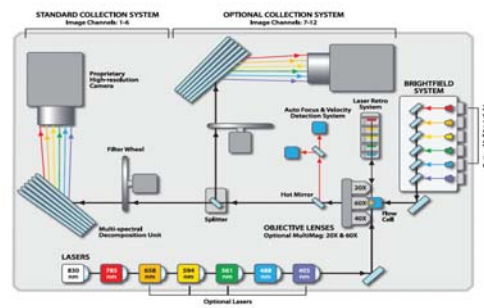 STANDARD COLLECTION SYSTEM
Image Channels: 1-6
OPTIONAL COLLECTION SYSTEM
Image Channels: 7-12
Proprietary
High-resolution
Camera
BRIGHTFIELD
SYSTEM
Laser Retro
System
Auto Focus & Velocity
Detection System
Filter Wheel
Hot Mirror
20X
60X
40X
Flow
Cell
Splitter
OBJECTIVE LENSES
Optional MultiMag: 20X & 60X
Multi-spectral
Decomposition Unit
LASERS
830
nm
785
nm
658
nm
594
nm
561
nm
488
nm
405
nm
Optional Lasers